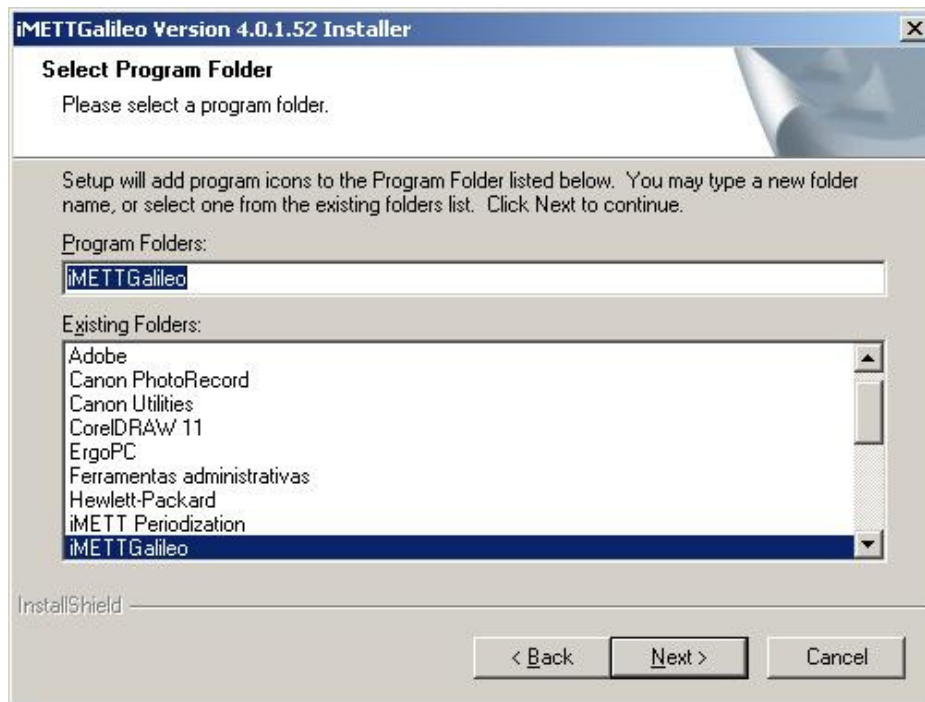 iMETTGalileo Version 4.0.1.52 Installer
Select Program Folder
Please select a program folder.
Setup will add program icons to the Program Folder listed below. You may type a new folder
name, or select one from the existing folders list. Click Next to continue.
Program Folders:
iMETTGalileo
Existing Folders:
Adobe
Canon PhotoRecord
Canon Utilities
CorelDRAW 11
ErgoPC
Ferramentas administrativas
Hewlett-Packard
iMETT Periodization
iMETTGalileo
InstallShield
< Back Next > Cancel